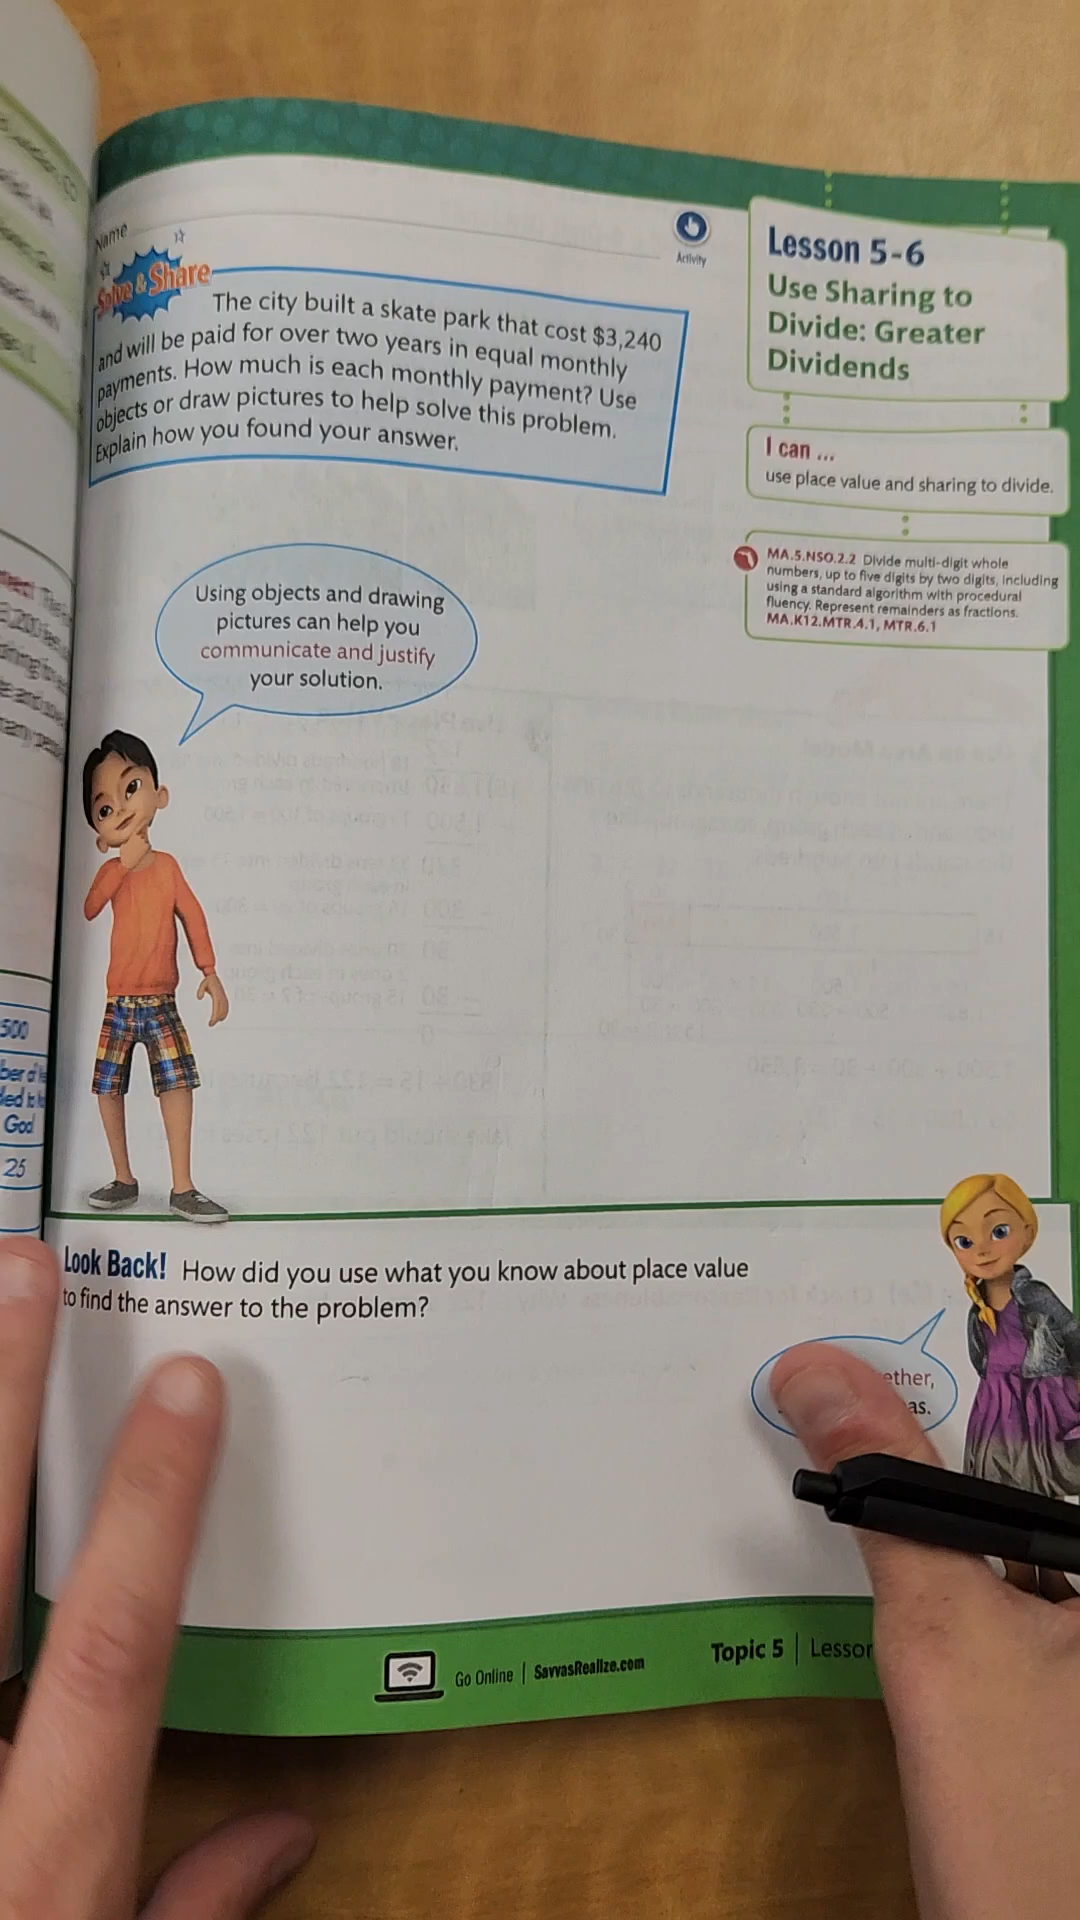 Name
Solve & Share
Activity
The city built a skate park that cost $3,240
and will be paid for over two years in equal monthly
payments. How much is each monthly payment? Use
objects or draw pictures to help solve this problem.
Explain how you found your answer.
Lesson 5-6
Use Sharing to
Divide: Greater
Dividends
I can ...
use place value and sharing to divide.
MA.5.NSO.2.2 Divide multi-digit whole
numbers, up to five digits by two digits, including
using a standard algorithm with procedural
fluency. Represent remainders as fractions.
MA.K12.MTR.4.1, MTR.6.1
Using objects and drawing
pictures can help you
communicate and justify
your solution.
500
God
25
Look Back! How did you use what you know about place value
to find the answer to the problem?
ether,
as.
Go Online | SavvasRealize.com
Topic 5 | Lesson